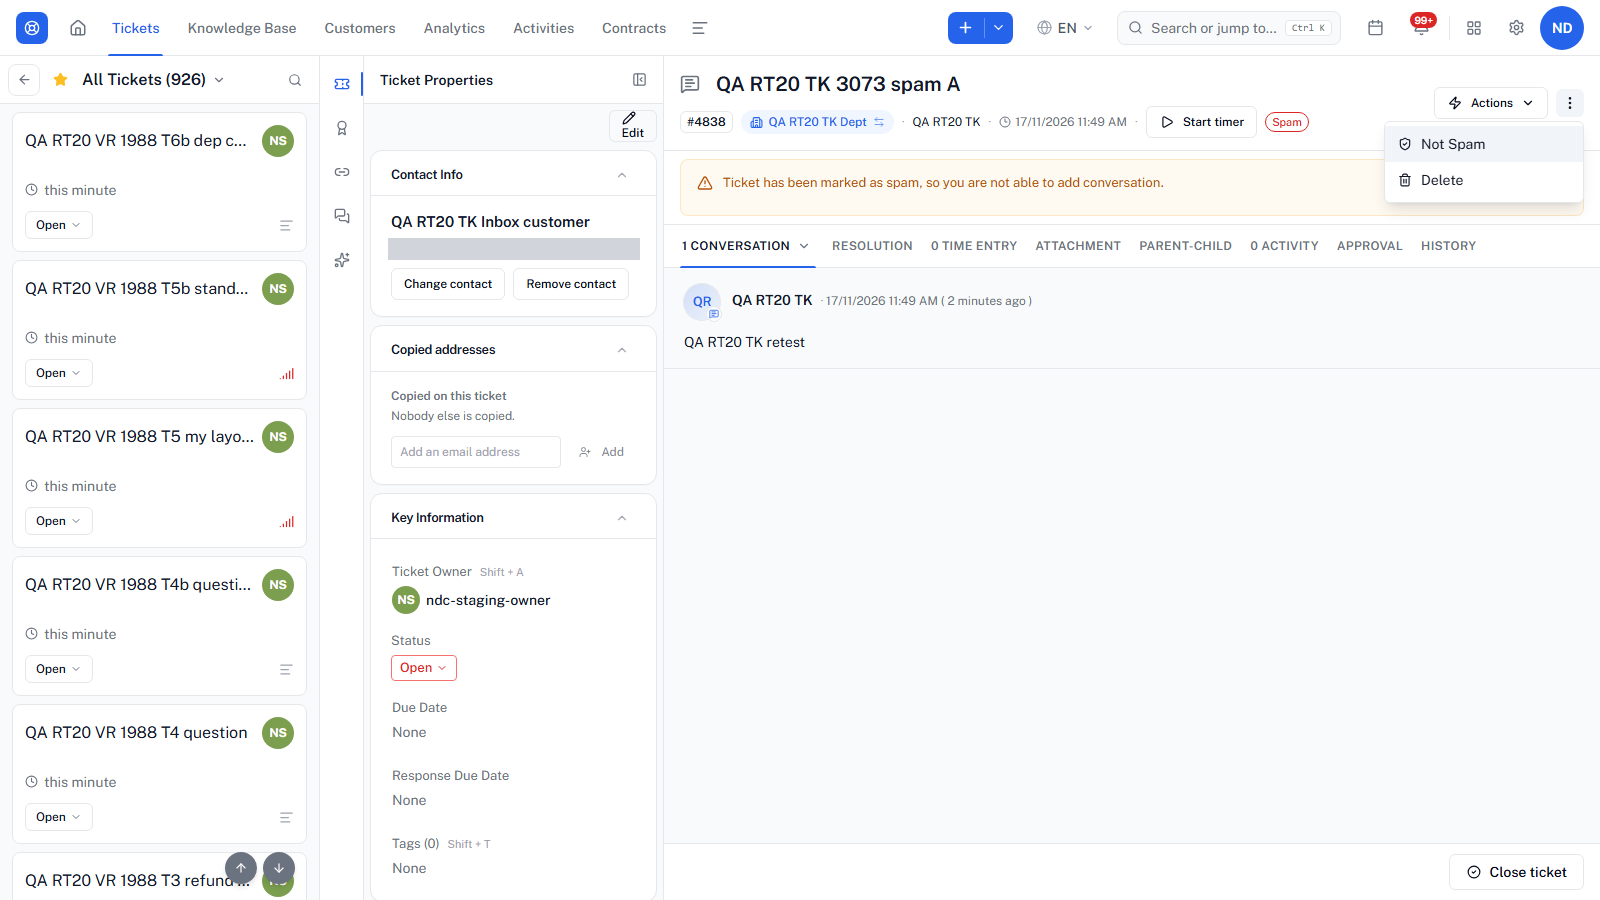 Tickets
Knowledge Base
Customers
Analytics
Activities
Contracts
EN
Search or jump to...
Ctrl K
99+
ND
All Tickets (926)
QA RT20 VR 1988 T6b dep c...
NS
this minute
Open
QA RT20 VR 1988 T5b stand...
NS
this minute
Open
QA RT20 VR 1988 T5 my layo...
NS
this minute
Open
QA RT20 VR 1988 T4b questi...
NS
this minute
Open
QA RT20 VR 1988 T4 question
NS
this minute
Open
QA RT20 VR 1988 T3 refund ...
Ticket Properties
Edit
Contact Info
QA RT20 TK Inbox customer
Change contact
Remove contact
Copied addresses
Copied on this ticket
Nobody else is copied.
Add an email address
Add
Key Information
Ticket Owner Shift + A
NS ndc-staging-owner
Status
Open
Due Date
None
Response Due Date
None
Tags (0) Shift + T
None
QA RT20 TK 3073 spam A
#4838
QA RT20 TK Dept
· QA RT20 TK · 17/11/2026 11:49 AM ·
Start timer
Spam
Actions
Not Spam
Delete
Ticket has been marked as spam, so you are not able to add conversation.
1 CONVERSATION
RESOLUTION
0 TIME ENTRY
ATTACHMENT
PARENT-CHILD
0 ACTIVITY
APPROVAL
HISTORY
QR
QA RT20 TK · 17/11/2026 11:49 AM ( 2 minutes ago )
QA RT20 TK retest
Close ticket